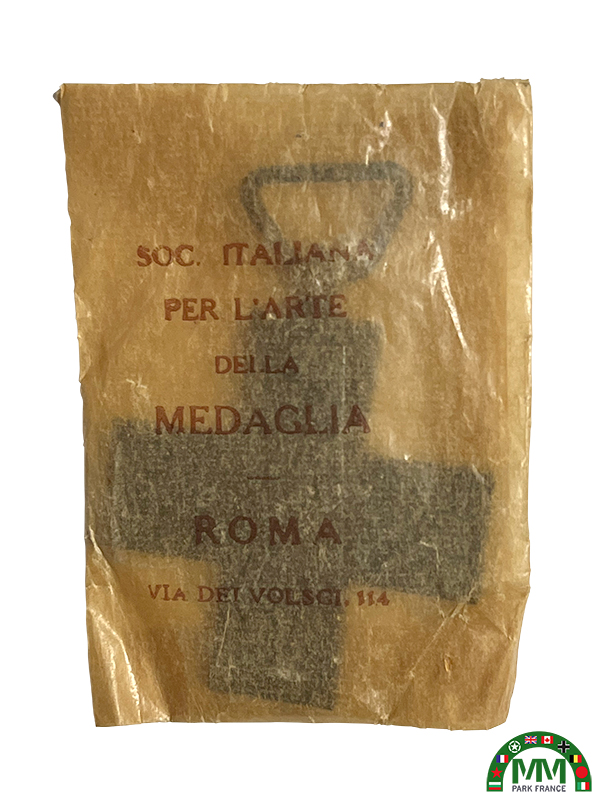 SOC. ITALIANA
PER L'ARTE
DELLA
MEDAGLIA
ROMA
VIA DEI VOLSCI, 114
MM
PARK FRANCE